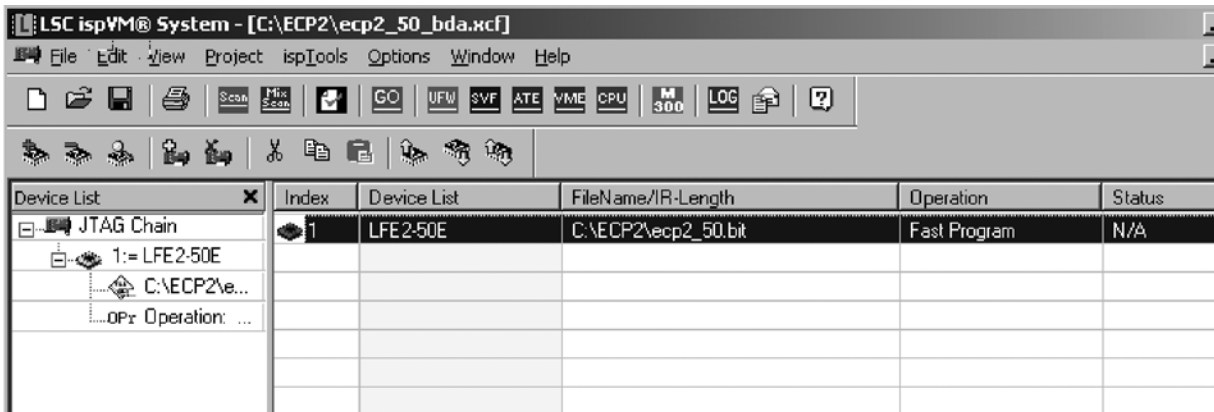 LSC ispVM® System - [C:\ECP2\ecp2_50_bda.xcf]
File Edit View Project ispTools Options Window Help
Scan Mix Scan GO UFW SVF ATE VME CPU M 300 LOG
Device List Index Device List FileName/IR-Length Operation Status
JTAG Chain 1 LFE2-50E C:\ECP2\ecp2_50.bit Fast Program N/A
1:= LFE2-50E
C:\ECP2\e...
OPr Operation: ...